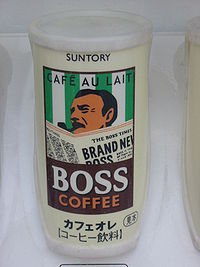 SUNTORY
CAFÉ AU LAIT
THE BOSS TIMES
BRAND NEW
BOSS
BOSS
COFFEE
カフェオレ
【コーヒー飲料】